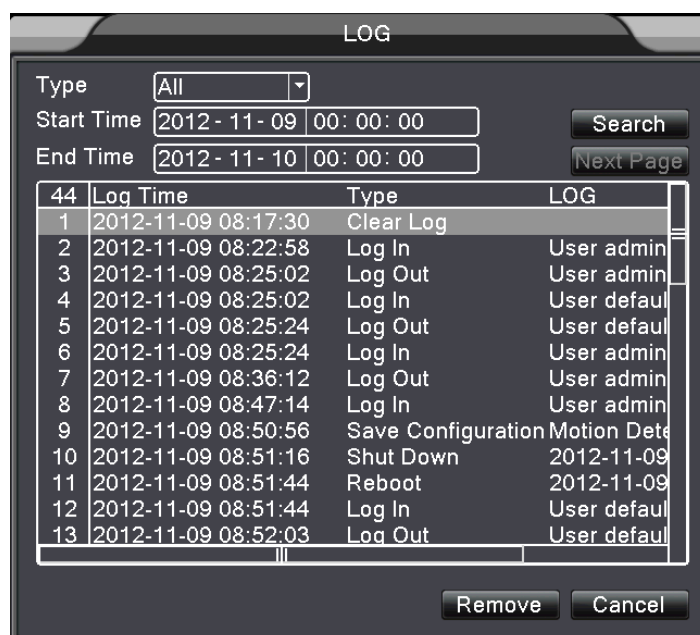 LOG
Type All
Start Time 2012 - 11 - 09 00: 00: 00 Search
End Time 2012 - 11 - 10 00: 00: 00 Next Page
44 Log Time Type LOG
1 2012-11-09 08:17:30 Clear Log
2 2012-11-09 08:22:58 Log In User admin
3 2012-11-09 08:25:02 Log Out User admin
4 2012-11-09 08:25:02 Log In User defaul
5 2012-11-09 08:25:24 Log Out User defaul
6 2012-11-09 08:25:24 Log In User admin
7 2012-11-09 08:36:12 Log Out User admin
8 2012-11-09 08:47:14 Log In User admin
9 2012-11-09 08:50:56 Save Configuration Motion Dete
10 2012-11-09 08:51:16 Shut Down 2012-11-09
11 2012-11-09 08:51:44 Reboot 2012-11-09
12 2012-11-09 08:51:44 Log In User defaul
13 2012-11-09 08:52:03 Log Out User defaul
Remove Cancel